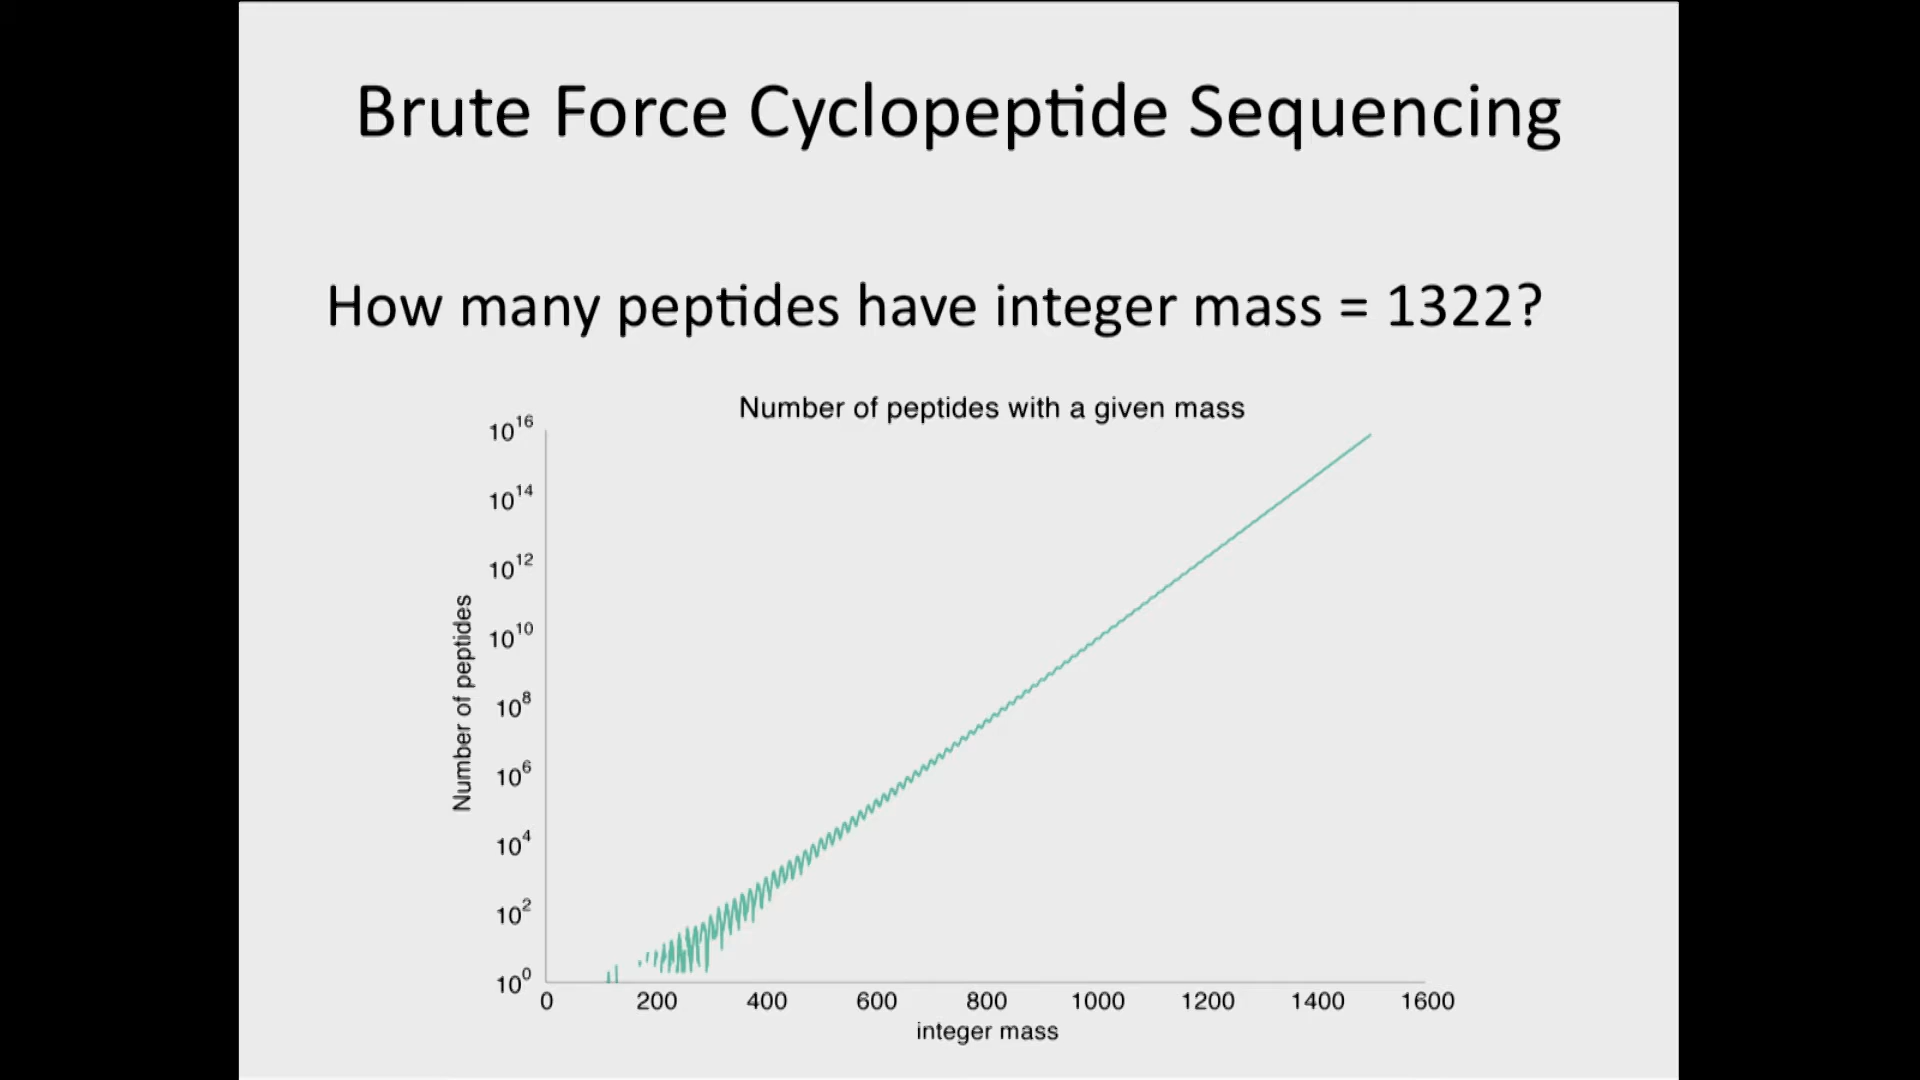 Brute Force Cyclopeptide Sequencing
How many peptides have integer mass = 1322?
Number of peptides with a given mass
10^16
10^14
10^12
10^10
10^8
10^6
10^4
10^2
10^0
Number of peptides
0 200 400 600 800 1000 1200 1400 1600
integer mass